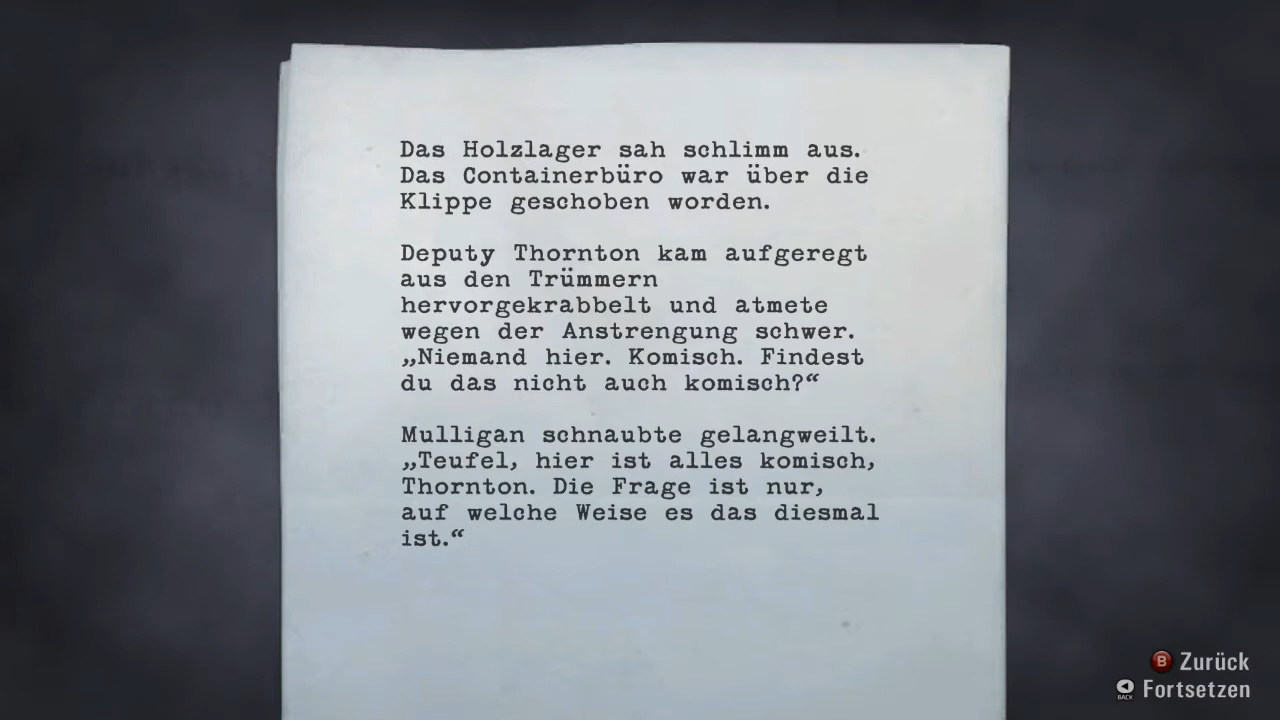 Das Holzlager sah schlimm aus.
Das Containerbüro war über die
Klippe geschoben worden.
Deputy Thornton kam aufgeregt
aus den Trümmern
hervorgekrabbelt und atmete
wegen der Anstrengung schwer.
„Niemand hier. Komisch. Findest
du das nicht auch komisch?“
Mulligan schnaubte gelangweilt.
„Teufel, hier ist alles komisch,
Thornton. Die Frage ist nur,
auf welche Weise es das diesmal
ist.“
B Zurück
BACK Fortsetzen